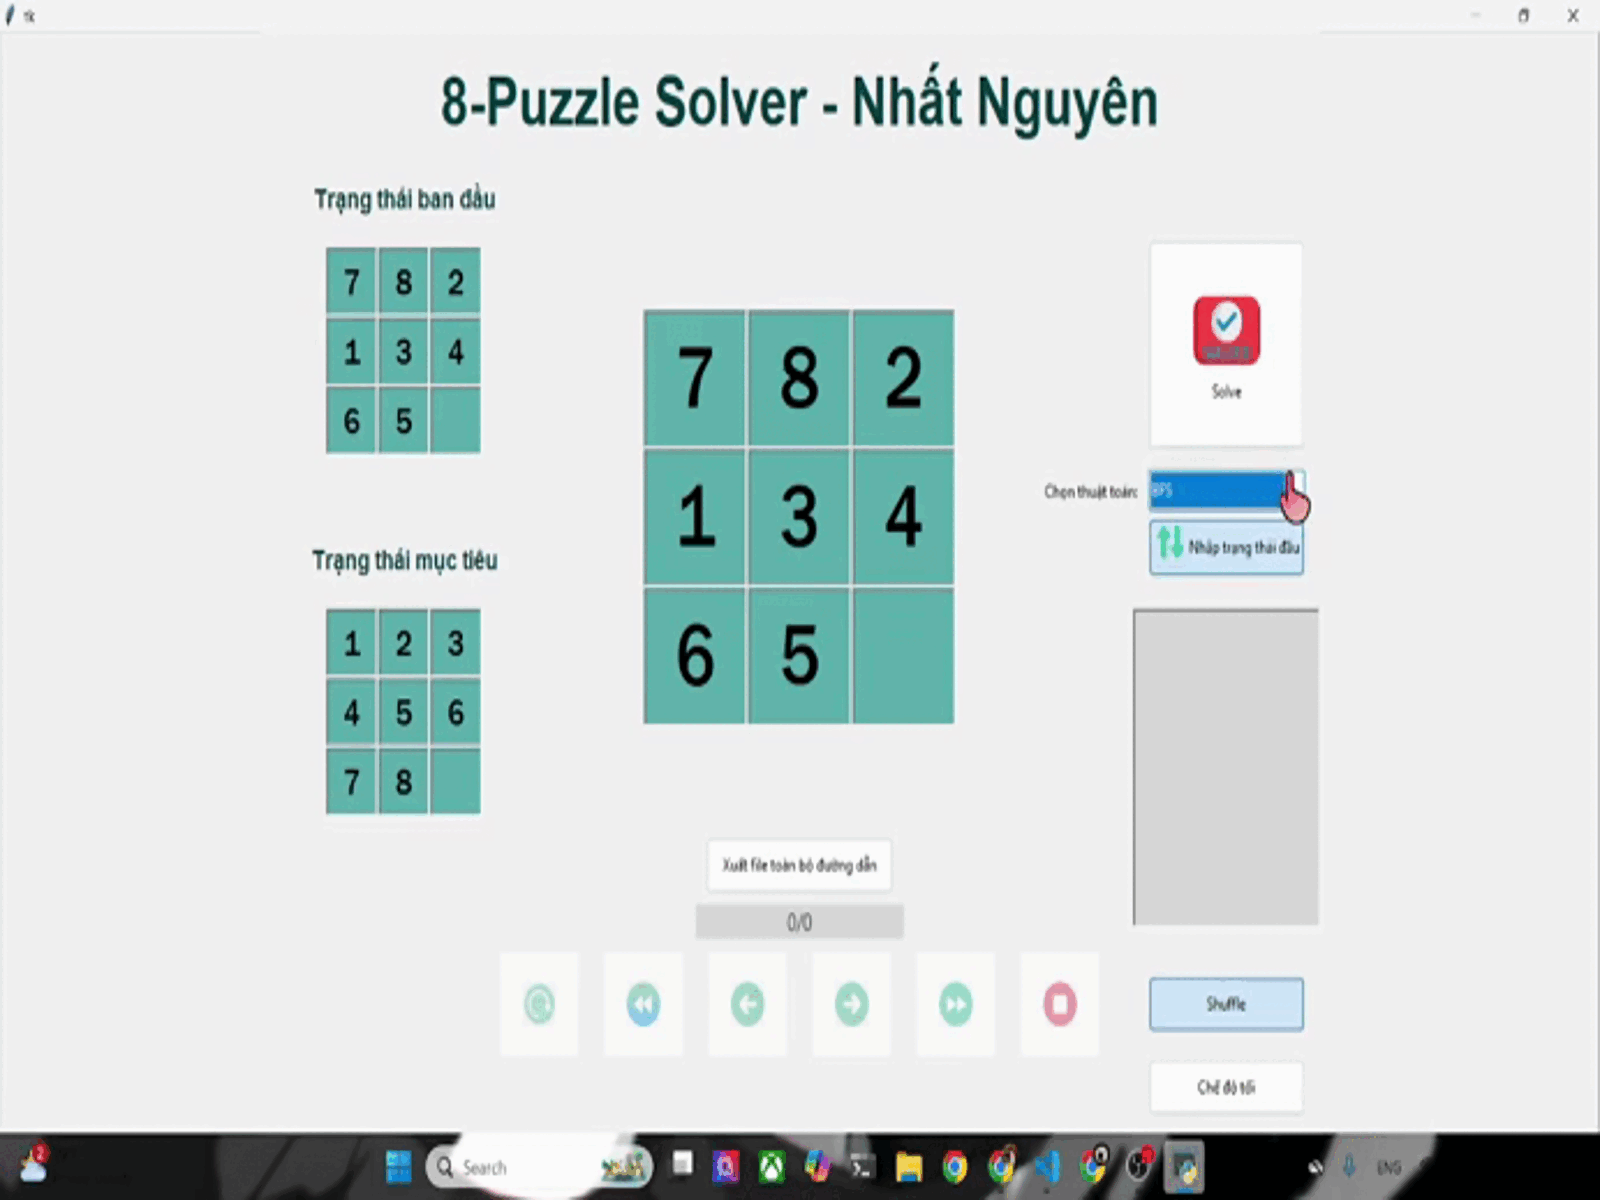 tk
8-Puzzle Solver - Nhất Nguyên
Trạng thái ban đầu
7 8 2
1 3 4
6 5
Trạng thái mục tiêu
1 2 3
4 5 6
7 8
7 8 2
1 3 4
6 5
Solve
Chọn thuật toán:
BFS
Nhập trạng thái đầu
Xuất file toàn bộ đường dẫn
0/0
Shuffle
Chế độ tối
2
Search
ENG